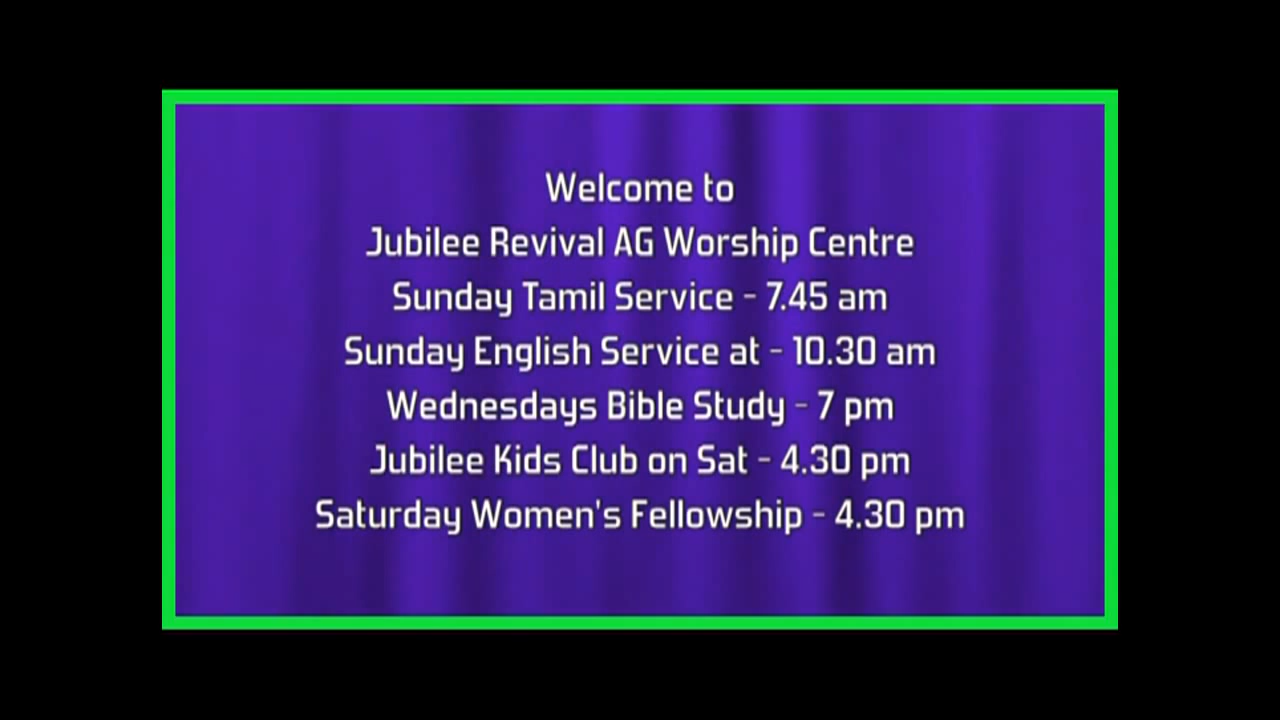 Welcome to
Jubilee Revival AG Worship Centre
Sunday Tamil Service - 7.45 am
Sunday English Service at - 10.30 am
Wednesdays Bible Study - 7 pm
Jubilee Kids Club on Sat - 4.30 pm
Saturday Women's Fellowship - 4.30 pm